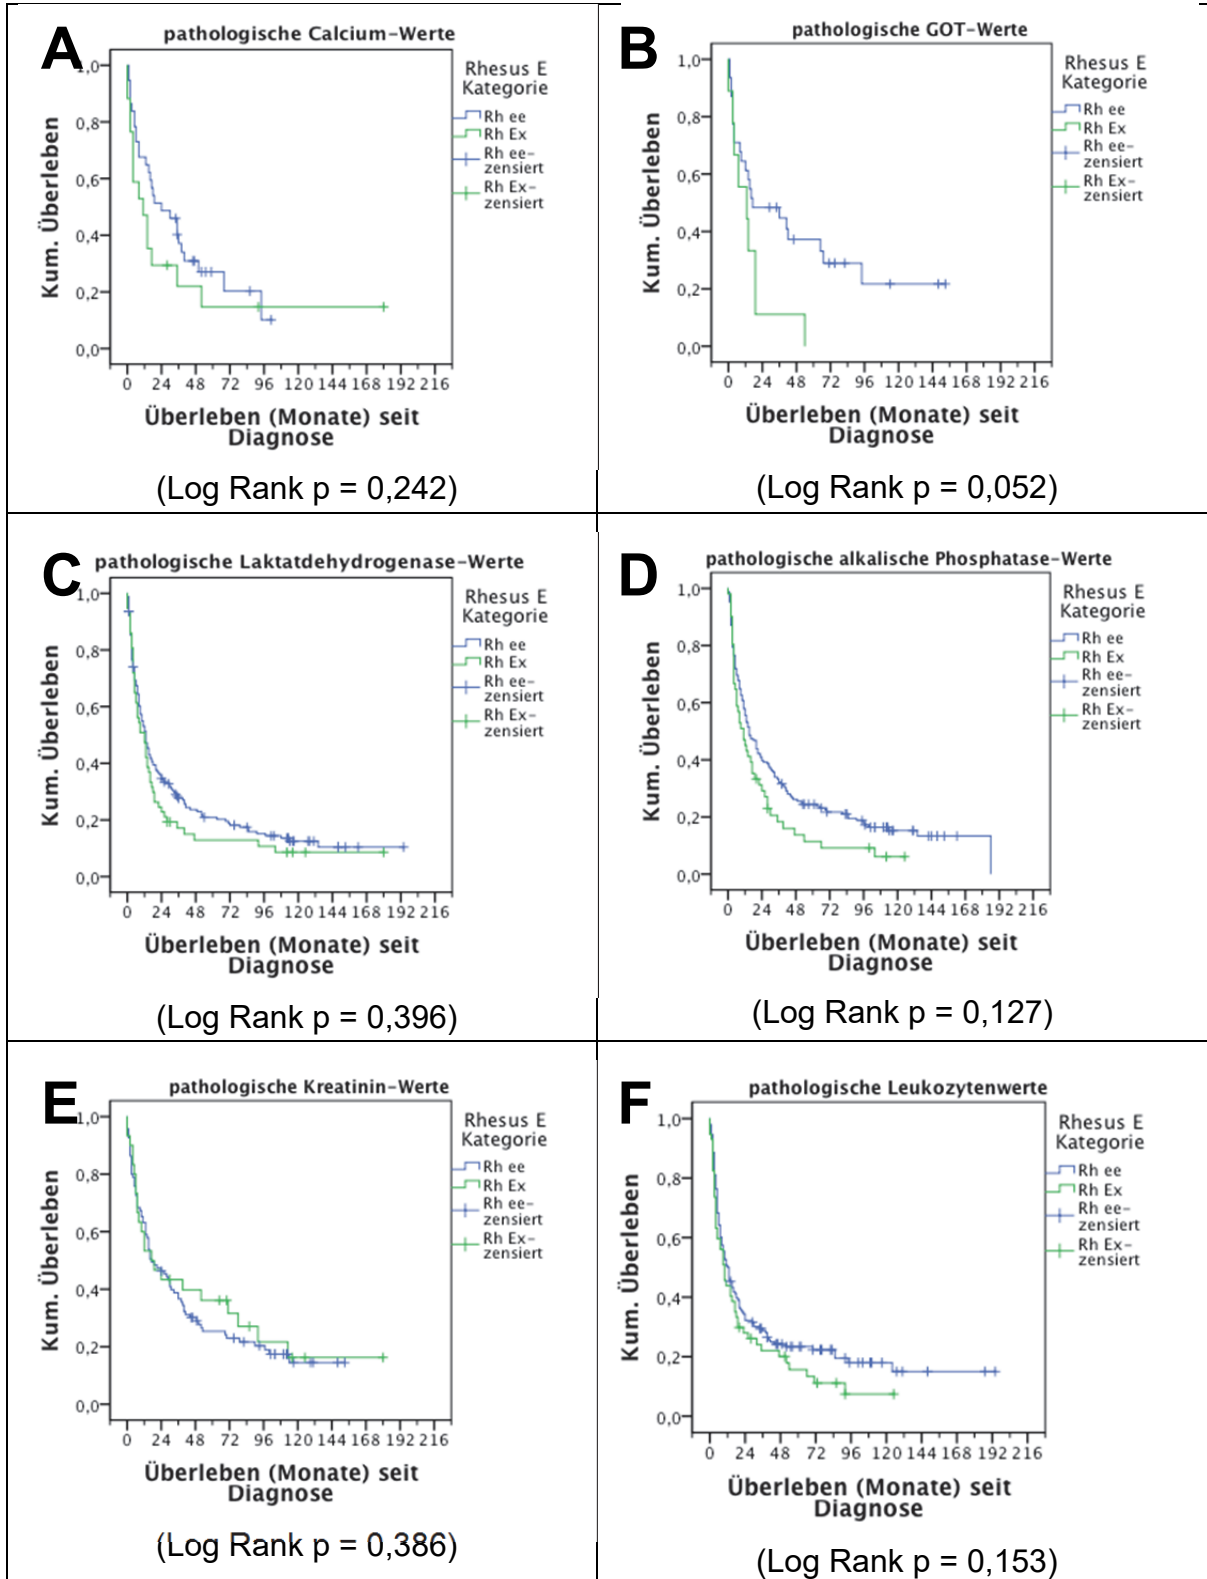 A
pathologische Calcium-Werte
Kum. Überleben
1,0
0,8
0,6
0,4
0,2
0,0
0 24 48 72 96 120 144 168 192 216
Überleben (Monate) seit
Diagnose
Rhesus E
Kategorie
Rh ee
Rh Ex
Rh ee-
zensiert
Rh Ex-
zensiert
(Log Rank p = 0,242)
B
pathologische GOT-Werte
Kum. Überleben
1,0
0,8
0,6
0,4
0,2
0,0
0 24 48 72 96 120 144 168 192 216
Überleben (Monate) seit
Diagnose
Rhesus E
Kategorie
Rh ee
Rh Ex
Rh ee-
zensiert
Rh Ex-
zensiert
(Log Rank p = 0,052)
C
pathologische Laktatdehydrogenase-Werte
Kum. Überleben
1,0
0,8
0,6
0,4
0,2
0,0
0 24 48 72 96 120 144 168 192 216
Überleben (Monate) seit
Diagnose
Rhesus E
Kategorie
Rh ee
Rh Ex
Rh ee-
zensiert
Rh Ex-
zensiert
(Log Rank p = 0,396)
D
pathologische alkalische Phosphatase-Werte
Kum. Überleben
1,0
0,8
0,6
0,4
0,2
0,0
0 24 48 72 96 120 144 168 192 216
Überleben (Monate) seit
Diagnose
Rhesus E
Kategorie
Rh ee
Rh Ex
Rh ee-
zensiert
Rh Ex-
zensiert
(Log Rank p = 0,127)
E
pathologische Kreatinin-Werte
Kum. Überleben
1,0
0,8
0,6
0,4
0,2
0,0
0 24 48 72 96 120 144 168 192 216
Überleben (Monate) seit
Diagnose
Rhesus E
Kategorie
Rh ee
Rh Ex
Rh ee-
zensiert
Rh Ex-
zensiert
(Log Rank p = 0,386)
F
pathologische Leukozytenwerte
Kum. Überleben
1,0
0,8
0,6
0,4
0,2
0,0
0 24 48 72 96 120 144 168 192 216
Überleben (Monate) seit
Diagnose
Rhesus E
Kategorie
Rh ee
Rh Ex
Rh ee-
zensiert
Rh Ex-
zensiert
(Log Rank p = 0,153)